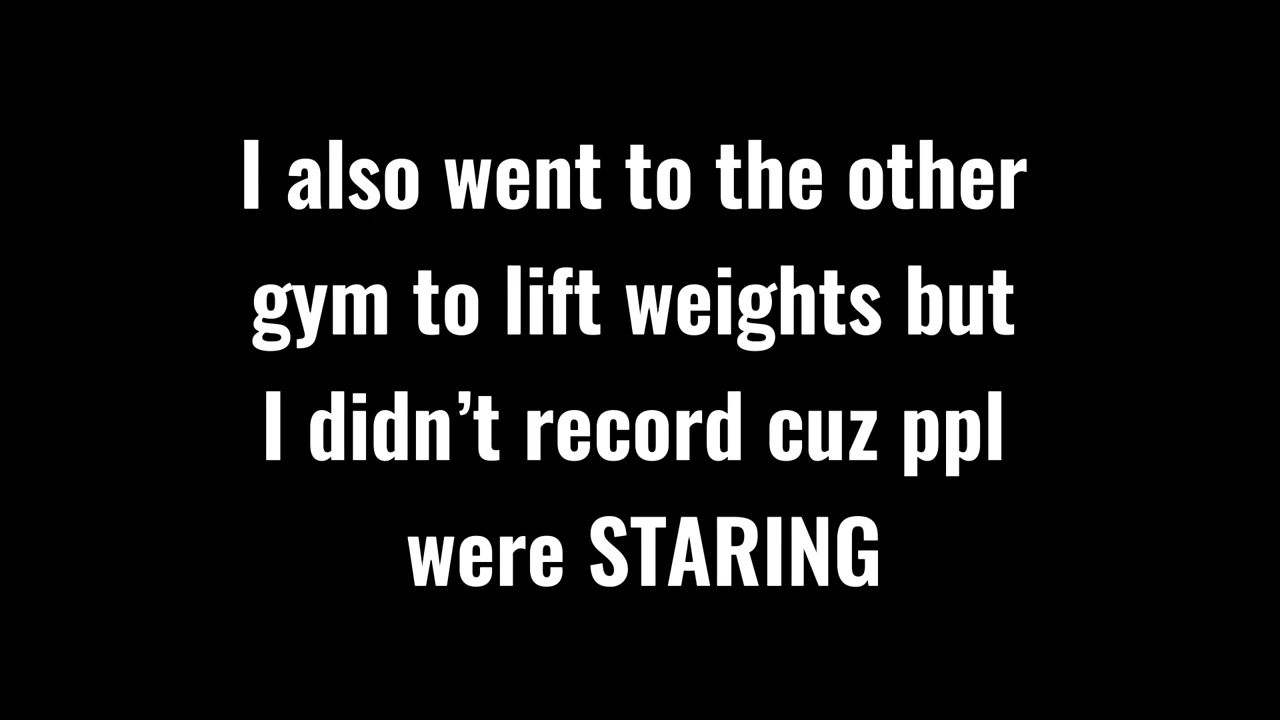 I also went to the other
gym to lift weights but
I didn’t record cuz ppl
were STARING